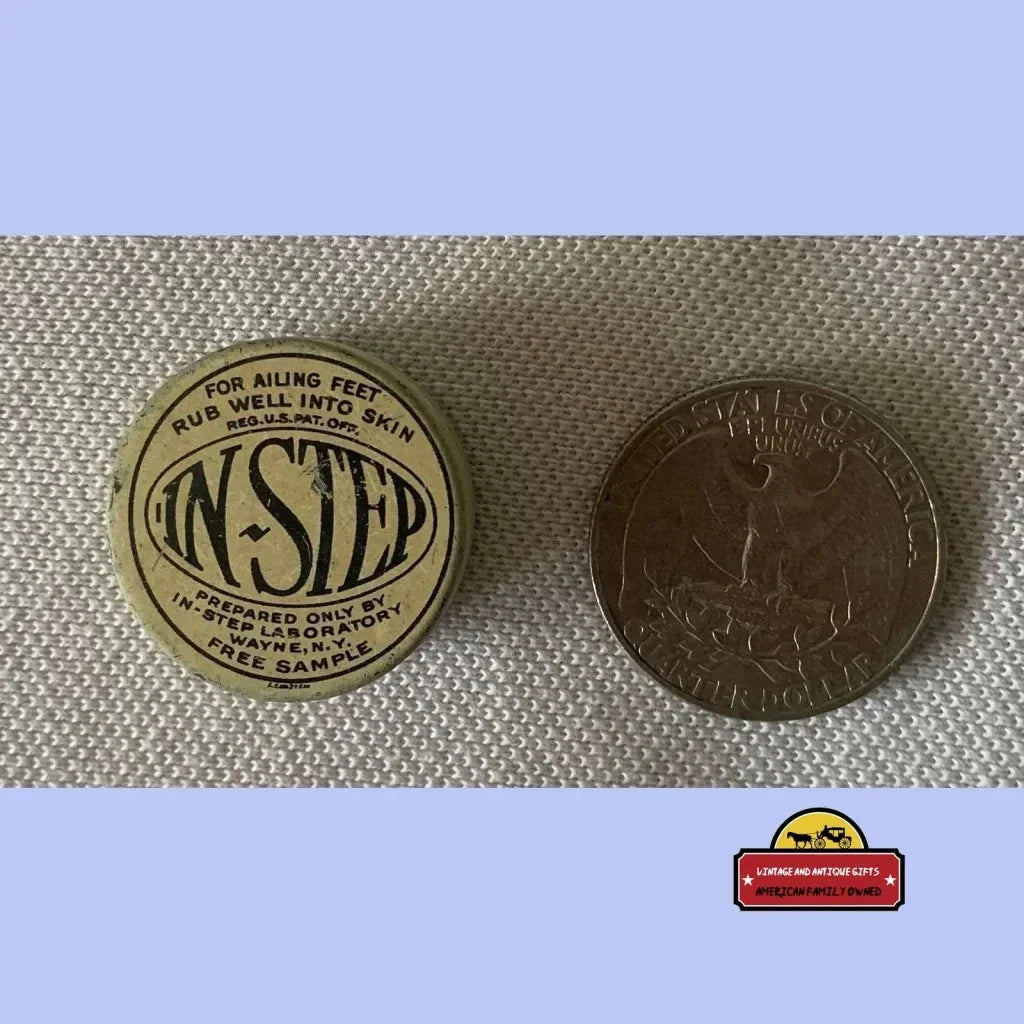 FOR AILING FEET
RUB WELL INTO SKIN
REG. U.S. PAT. OFF.
IN-STEP
PREPARED ONLY BY
IN-STEP LABORATORY
WAYNE, N.Y.
FREE SAMPLE
UNITED STATES OF AMERICA
E PLURIBUS
UNUM
QUARTER DOLLAR
VINTAGE AND ANTIQUE GIFTS
AMERICAN FAMILY OWNED